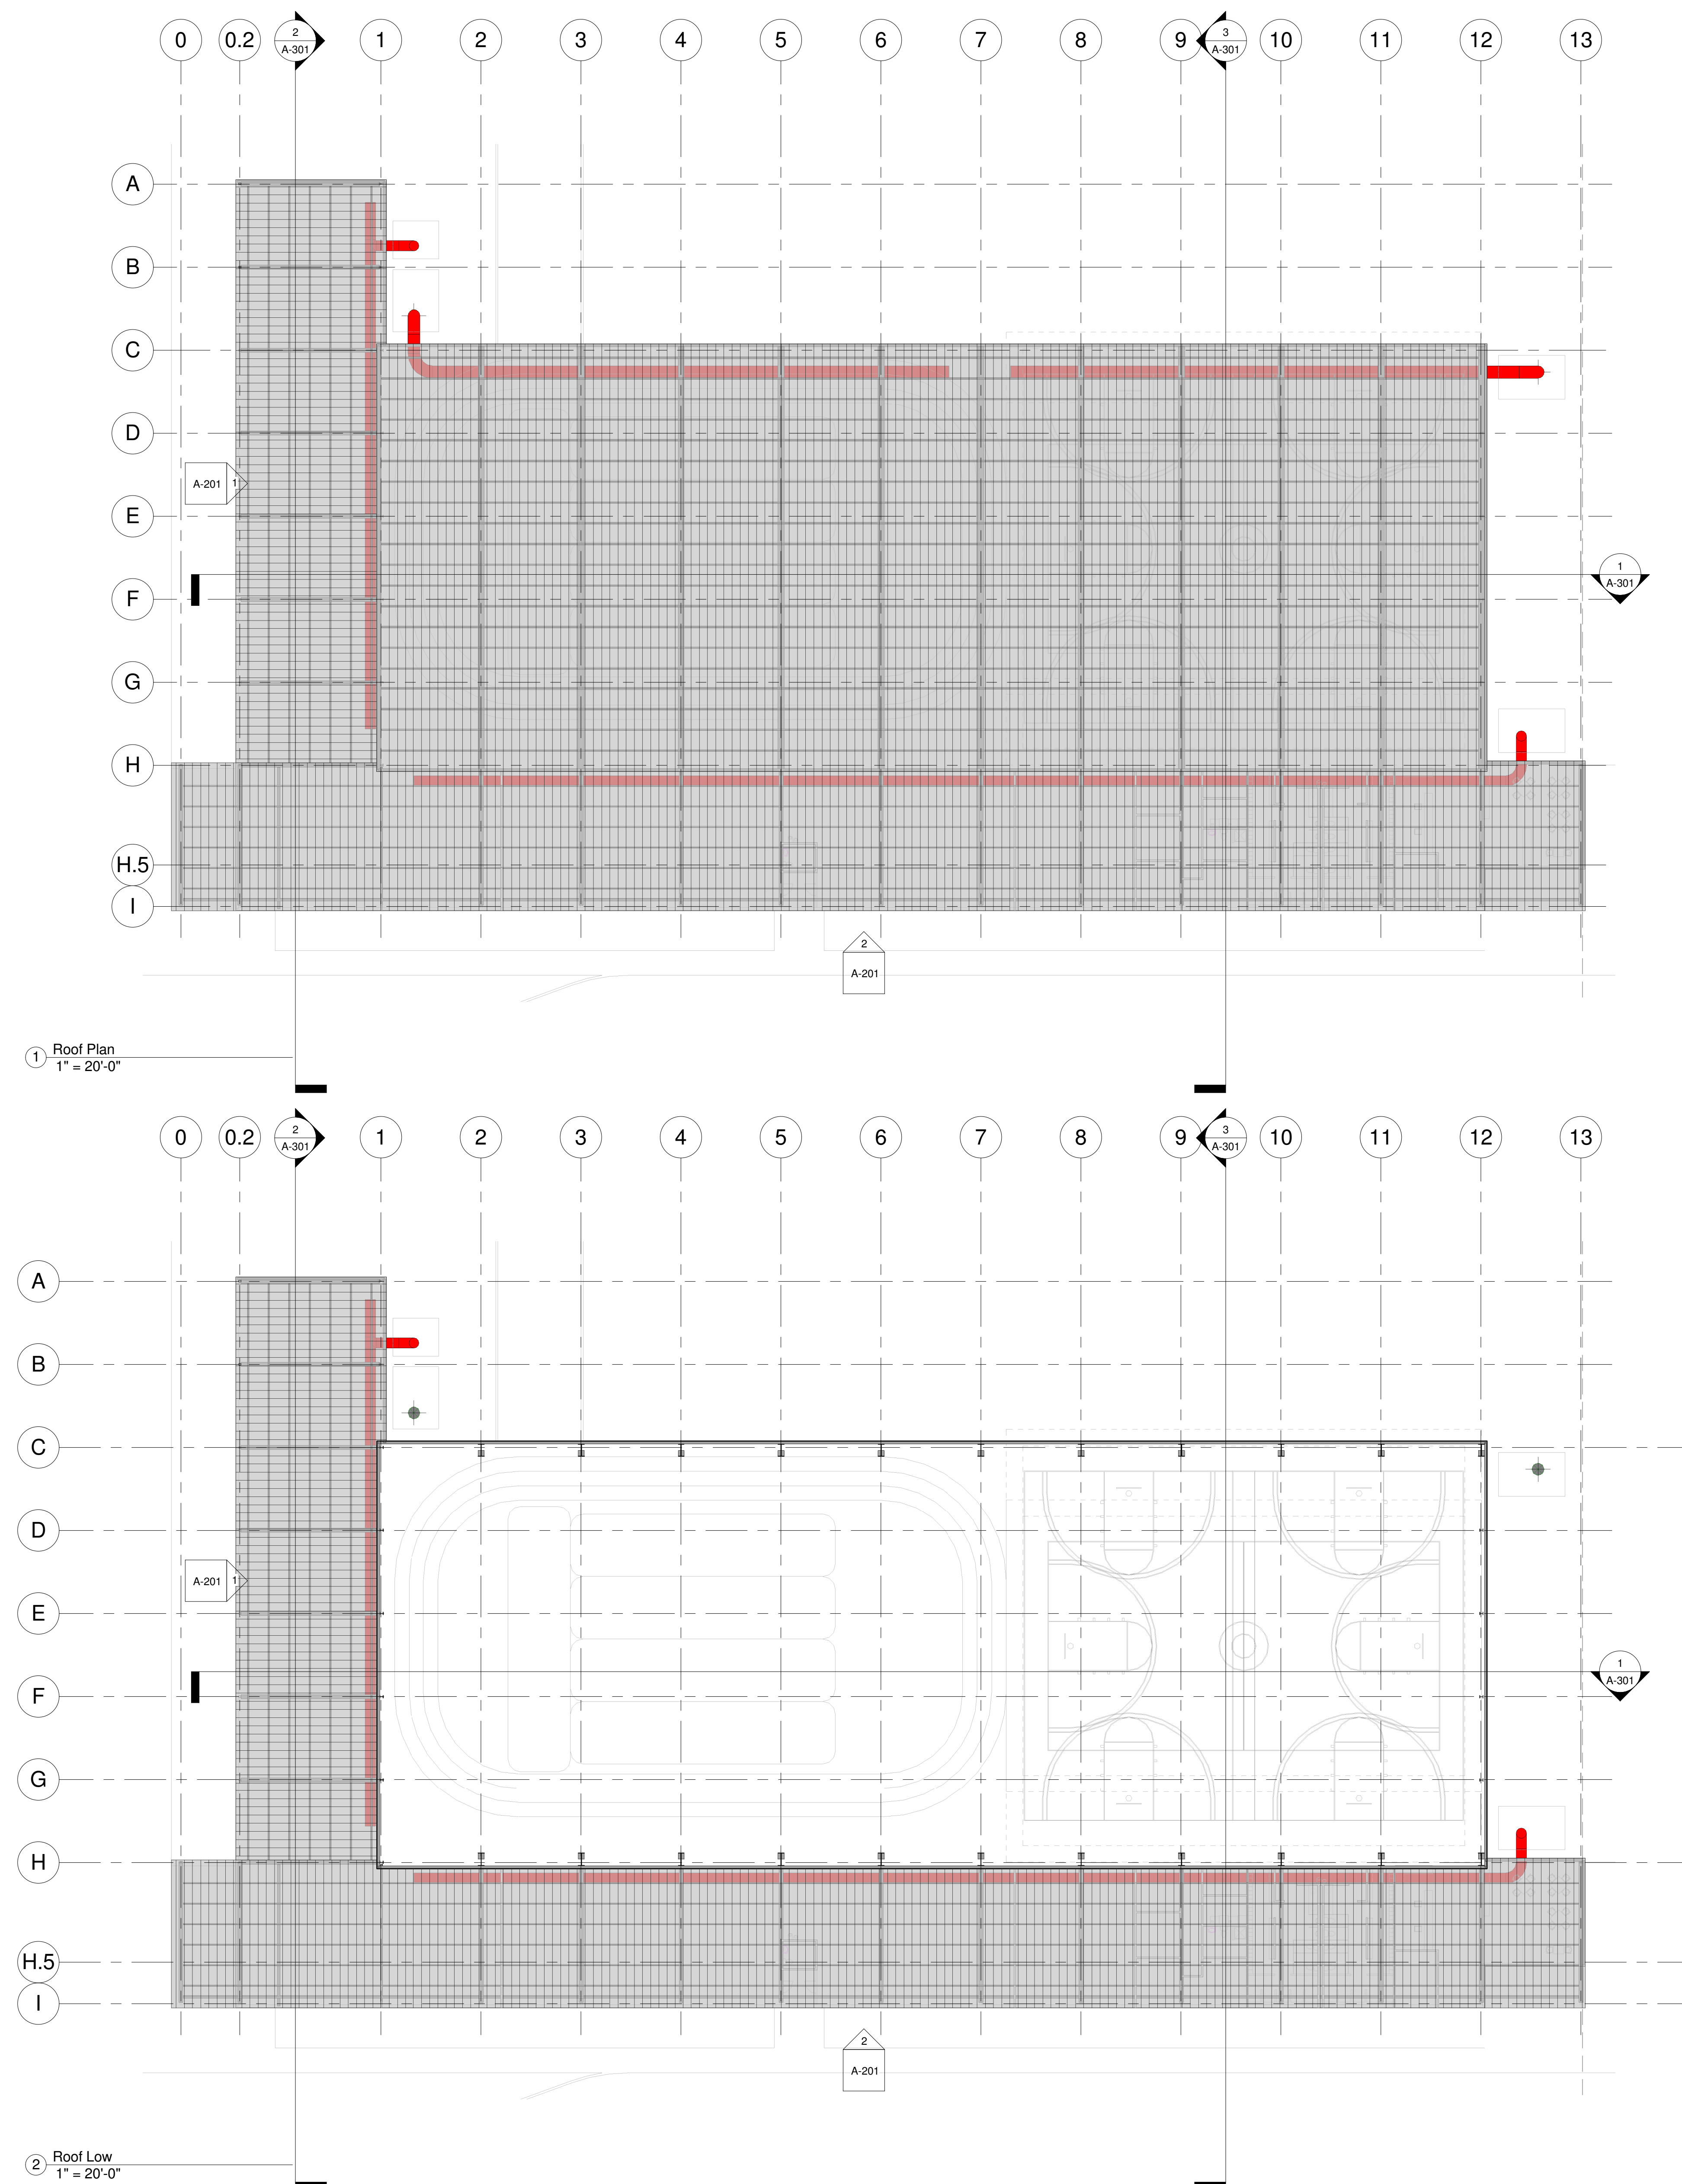 0 0.2 2 1 2 3 4 5 6 7 8 9 3 10 11 12 13
A-301 A-301
A
B
C
D
A-201 1
E
1
A-301
F
G
H
H.5
I
2
A-201
1 Roof Plan
1" = 20'-0"
0 0.2 2 1 2 3 4 5 6 7 8 9 3 10 11 12 13
A-301 A-301
A
B
C
D
A-201 1
E
1
A-301
F
G
H
H.5
I
2
A-201
2 Roof Low
1" = 20'-0"